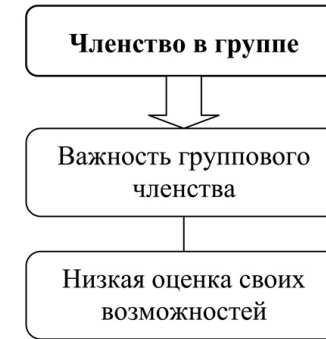 Членство в группе
Важность группового
членства
Низкая оценка своих
возможностей